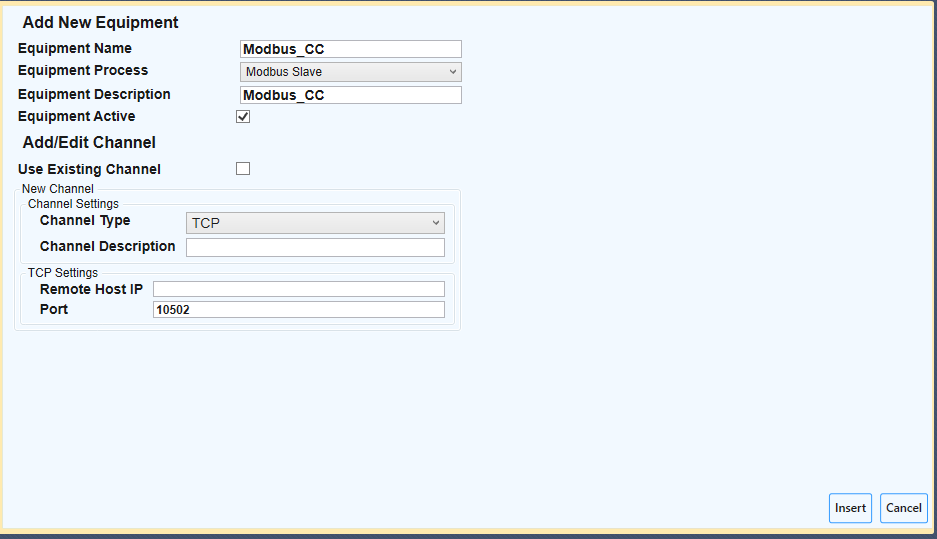 Add New Equipment
Equipment Name Modbus_CC
Equipment Process Modbus Slave
Equipment Description Modbus_CC
Equipment Active
Add/Edit Channel
Use Existing Channel
New Channel
Channel Settings
Channel Type TCP
Channel Description
TCP Settings
Remote Host IP
Port 10502
Insert Cancel